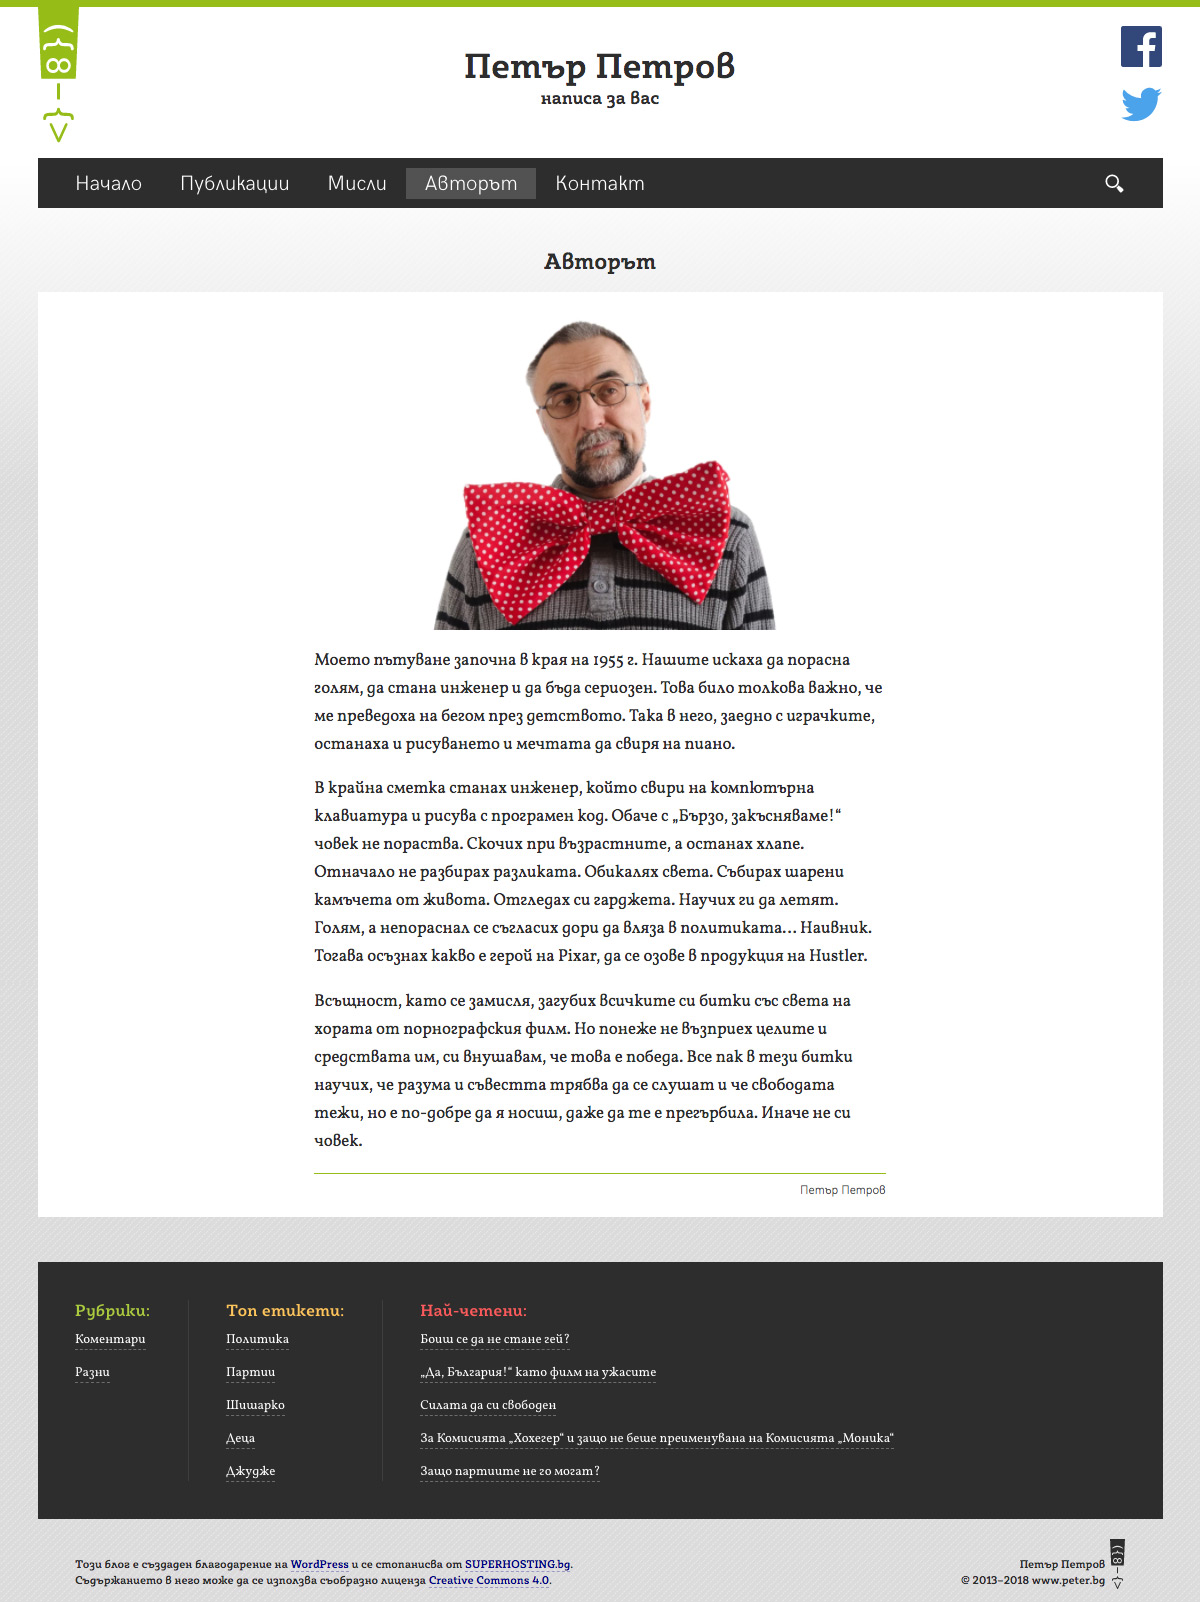 Петър Петров
написа за вас
Начало Публикации Мисли Авторът Контакт
Авторът
Моето пътуване започна в края на 1955 г. Нашите искаха да порасна
голям, да стана инженер и да бъда сериозен. Това било толкова важно, че
ме преведоха на бегом през детството. Така в него, заедно с играчките,
останаха и рисуването и мечтата да свиря на пиано.
В крайна сметка станах инженер, който свири на компютърна
клавиатура и рисува с програмен код. Обаче с „Бързо, закъсняваме!“
човек не пораства. Скочих при възрастните, а останах хлапе.
Отначало не разбирах разликата. Обикалях света. Събирах шарени
камъчета от живота. Отгледах си гарджета. Научих ги да летят.
Голям, а непораснал се съгласих дори да вляза в политиката… Наивник.
Тогава осъзнах какво е герой на Pixar, да се озове в продукция на Hustler.
Всъщност, като се замисля, загубих всичките си битки със света на
хората от порнографския филм. Но понеже не възприех целите и
средствата им, си внушавам, че това е победа. Все пак в тези битки
научих, че разума и съвестта трябва да се слушат и че свободата
тежи, но е по-добре да я носиш, даже да те е прегърбила. Иначе не си
човек.
Петър Петров
Рубрики:
Коментари
Разни
Топ етикети:
Политика
Партии
Шишарко
Деца
Джудже
Най-четени:
Боиш се да не стане гей?
„Да, България!“ като филм на ужасите
Силата да си свободен
За Комисията „Хохегер“ и защо не беше преименувана на Комисията „Моника“
Защо партиите не го могат?
Този блог е създаден благодарение на WordPress и се стопанисва от SUPERHOSTING.bg.
Съдържанието в него може да се използва съобразно лиценза Creative Commons 4.0.
Петър Петров
© 2013–2018 www.peter.bg